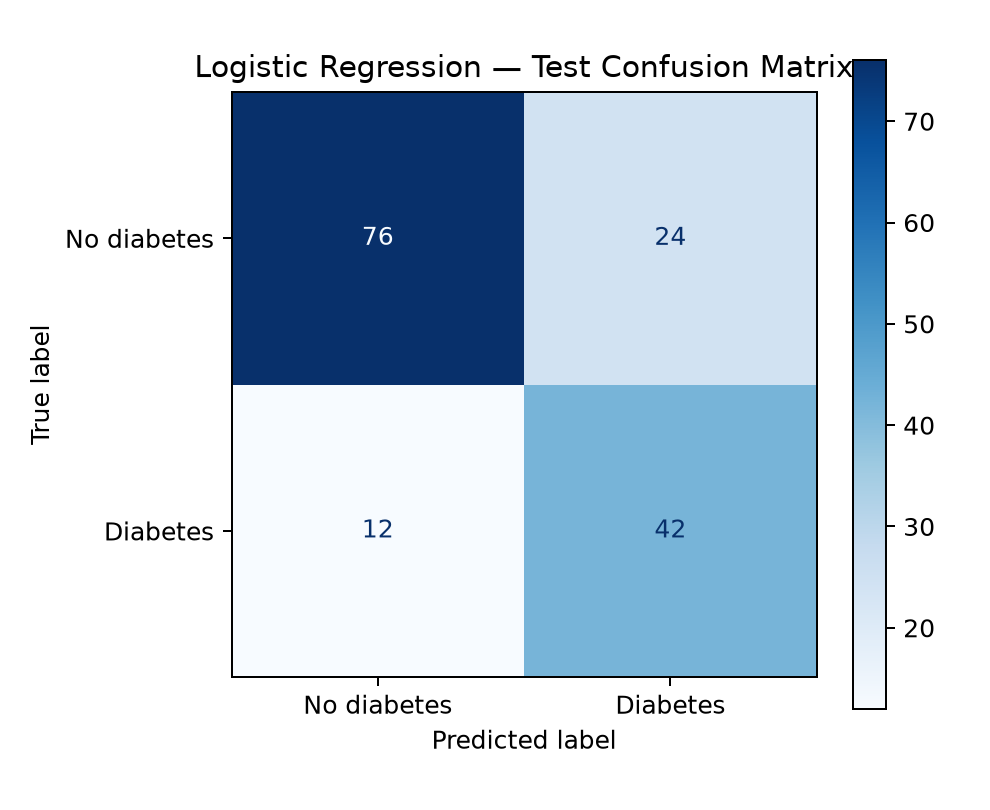 Logistic Regression — Test Confusion Matrix
True label
No diabetes
Diabetes
76
24
12
42
No diabetes
Diabetes
Predicted label
70
60
50
40
30
20